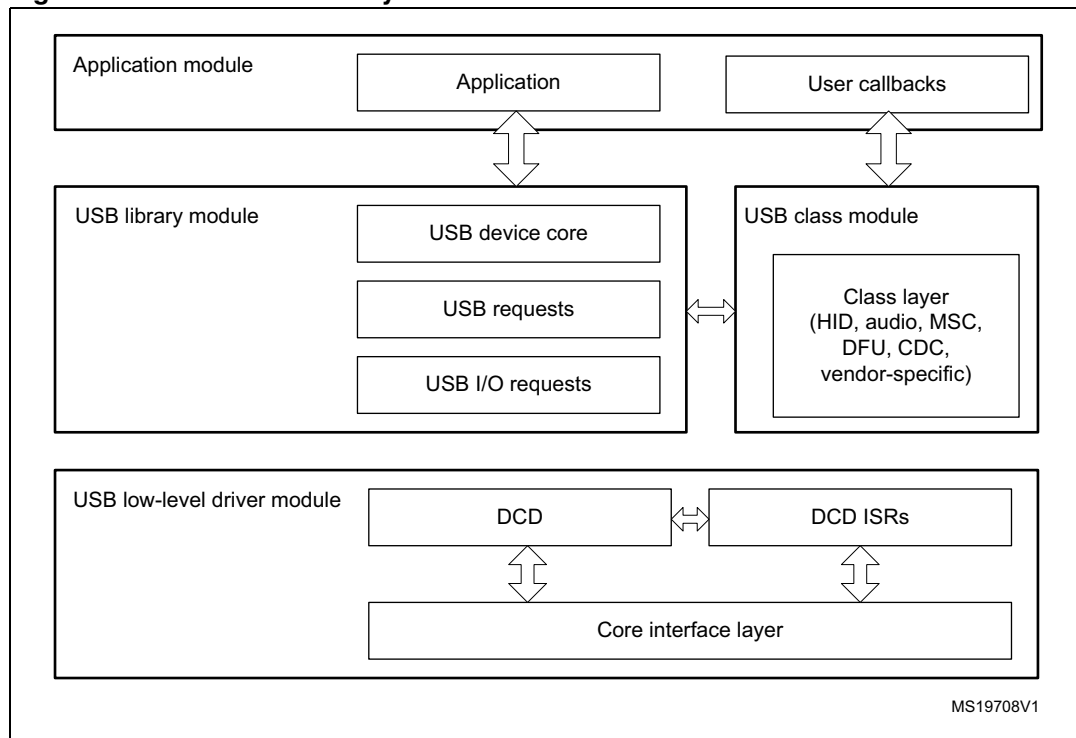 Application module
Application
User callbacks
USB library module
USB device core
USB requests
USB I/O requests
USB class module
Class layer
(HID, audio, MSC,
DFU, CDC,
vendor-specific)
USB low-level driver module
DCD
DCD ISRs
Core interface layer
MS19708V1